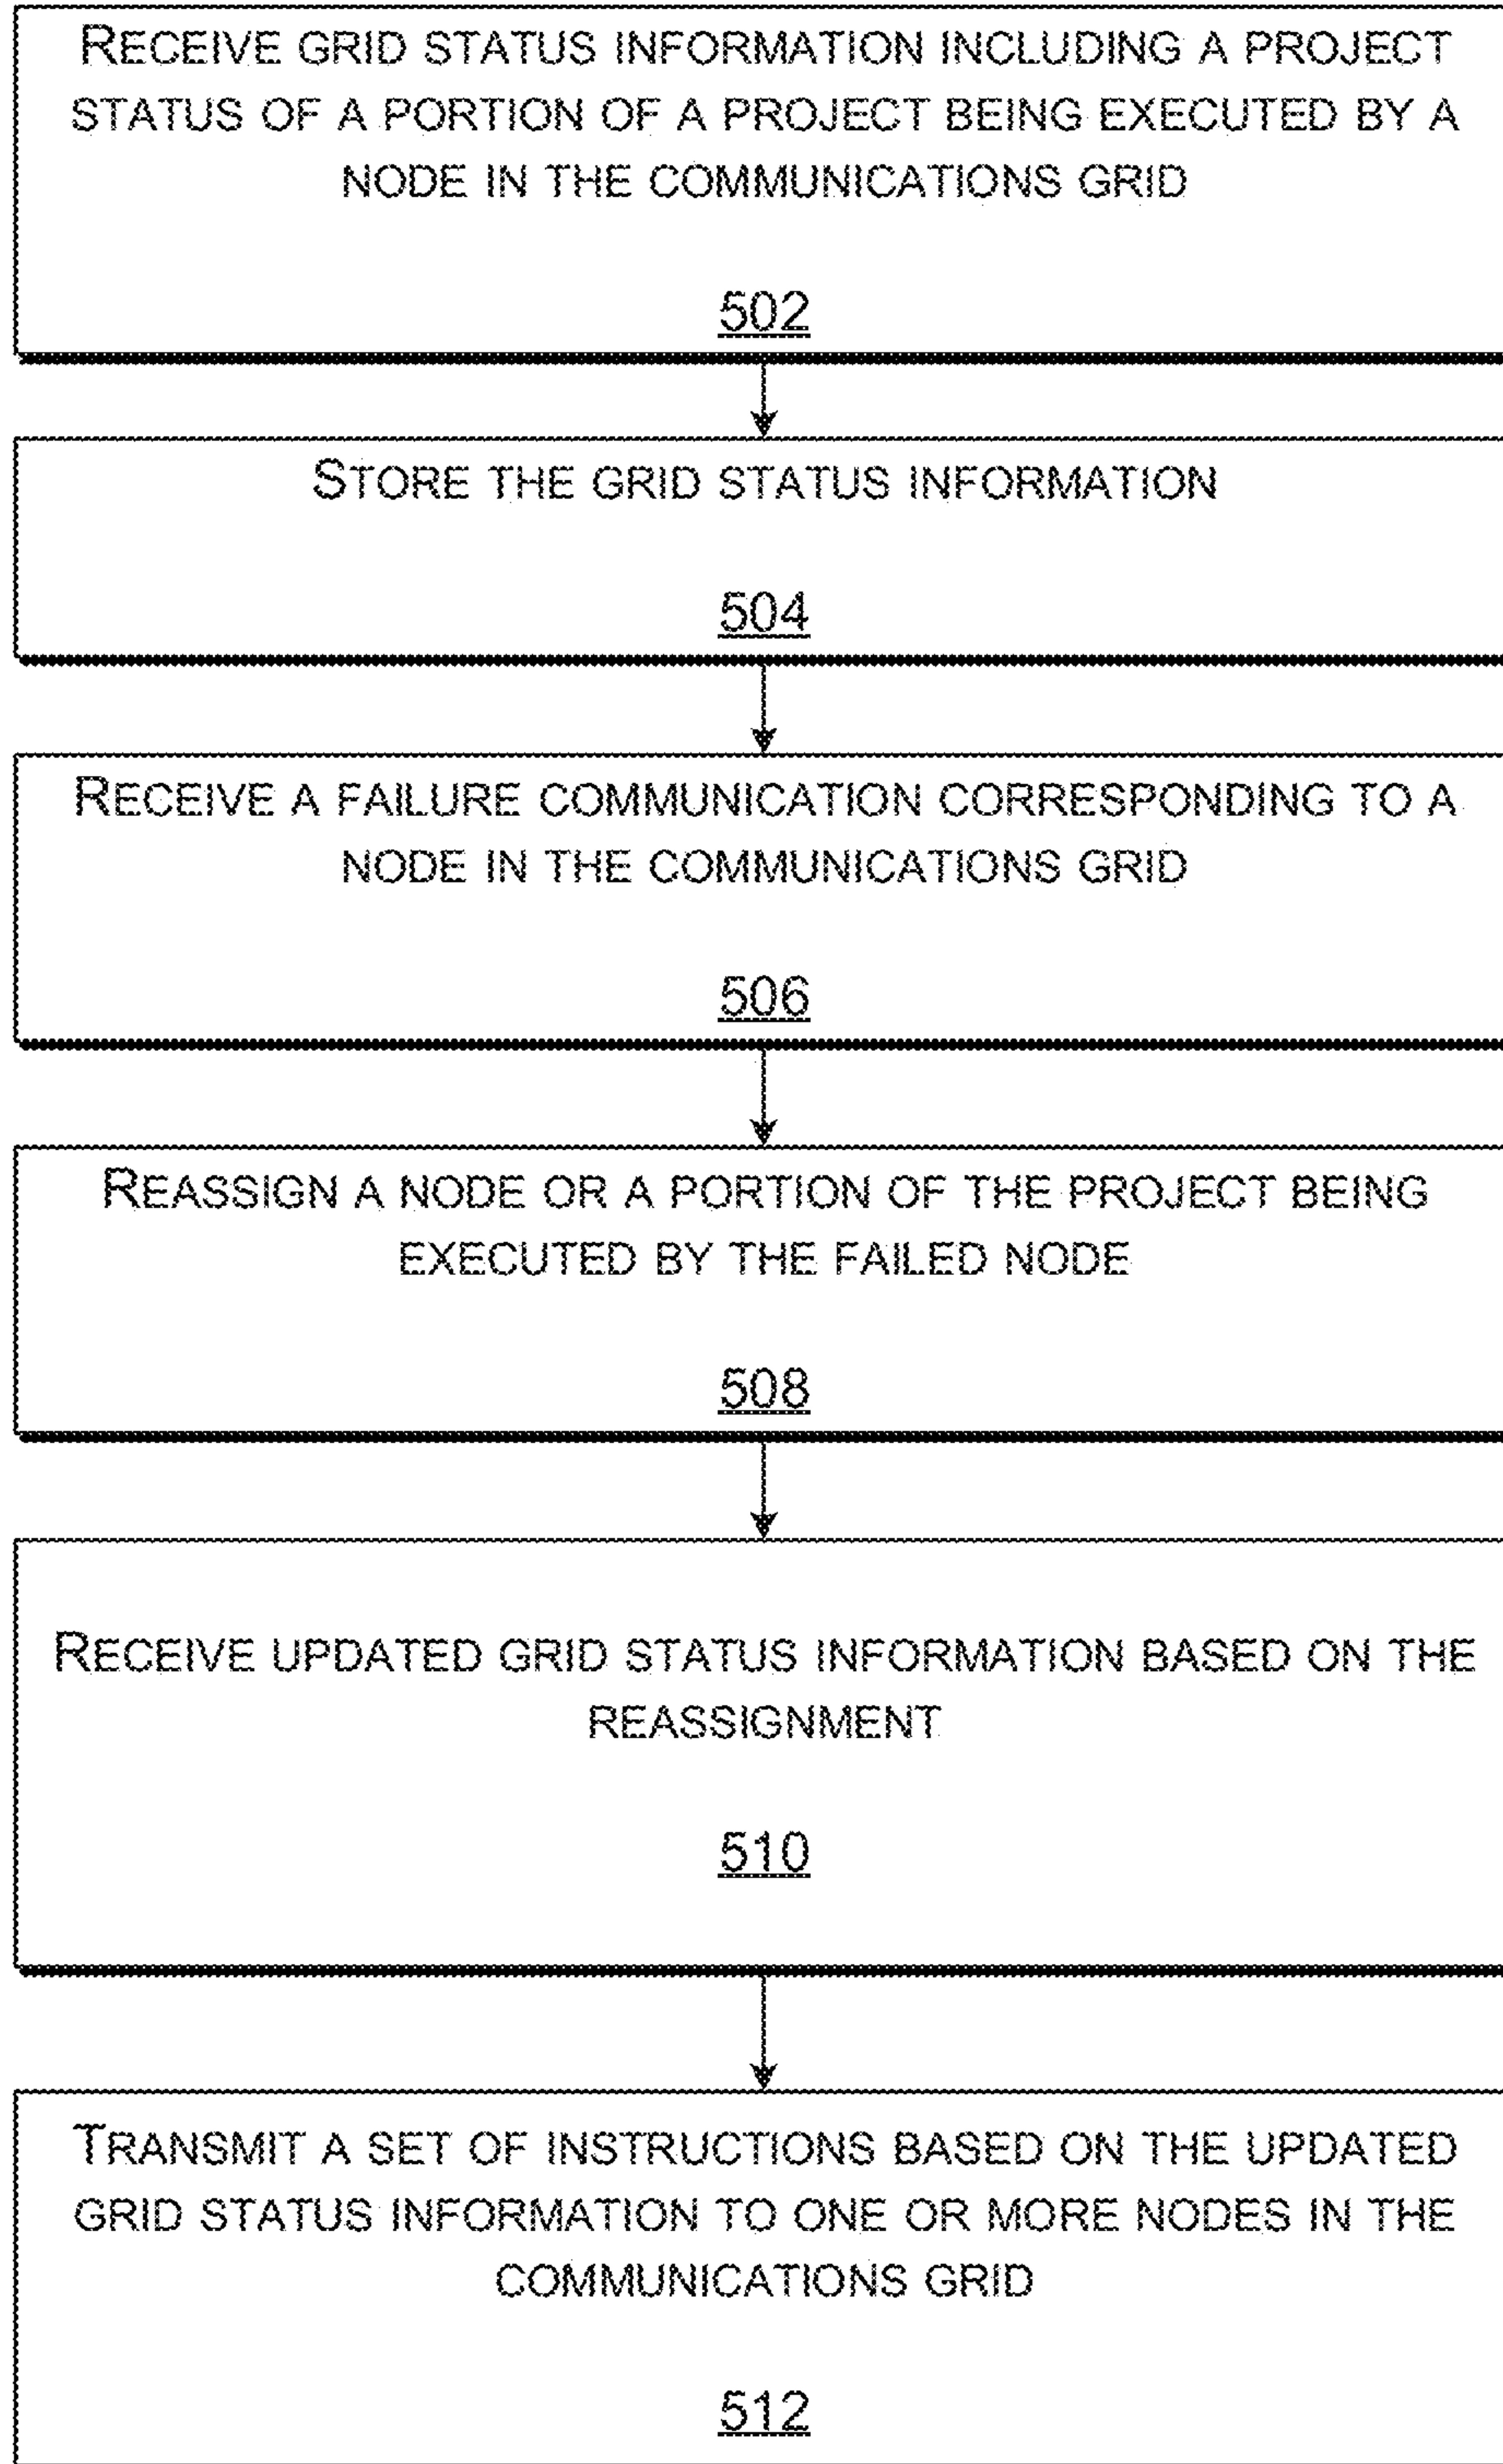 RECEIVE GRID STATUS INFORMATION INCLUDING A PROJECT
STATUS OF A PORTION OF A PROJECT BEING EXECUTED BY A
NODE IN THE COMMUNICATIONS GRID
502
STORE THE GRID STATUS INFORMATION
504
RECEIVE A FAILURE COMMUNICATION CORRESPONDING TO A
NODE IN THE COMMUNICATIONS GRID
506
REASSIGN A NODE OR A PORTION OF THE PROJECT BEING
EXECUTED BY THE FAILED NODE
508
RECEIVE UPDATED GRID STATUS INFORMATION BASED ON THE
REASSIGNMENT
510
TRANSMIT A SET OF INSTRUCTIONS BASED ON THE UPDATED
GRID STATUS INFORMATION TO ONE OR MORE NODES IN THE
COMMUNICATIONS GRID
512